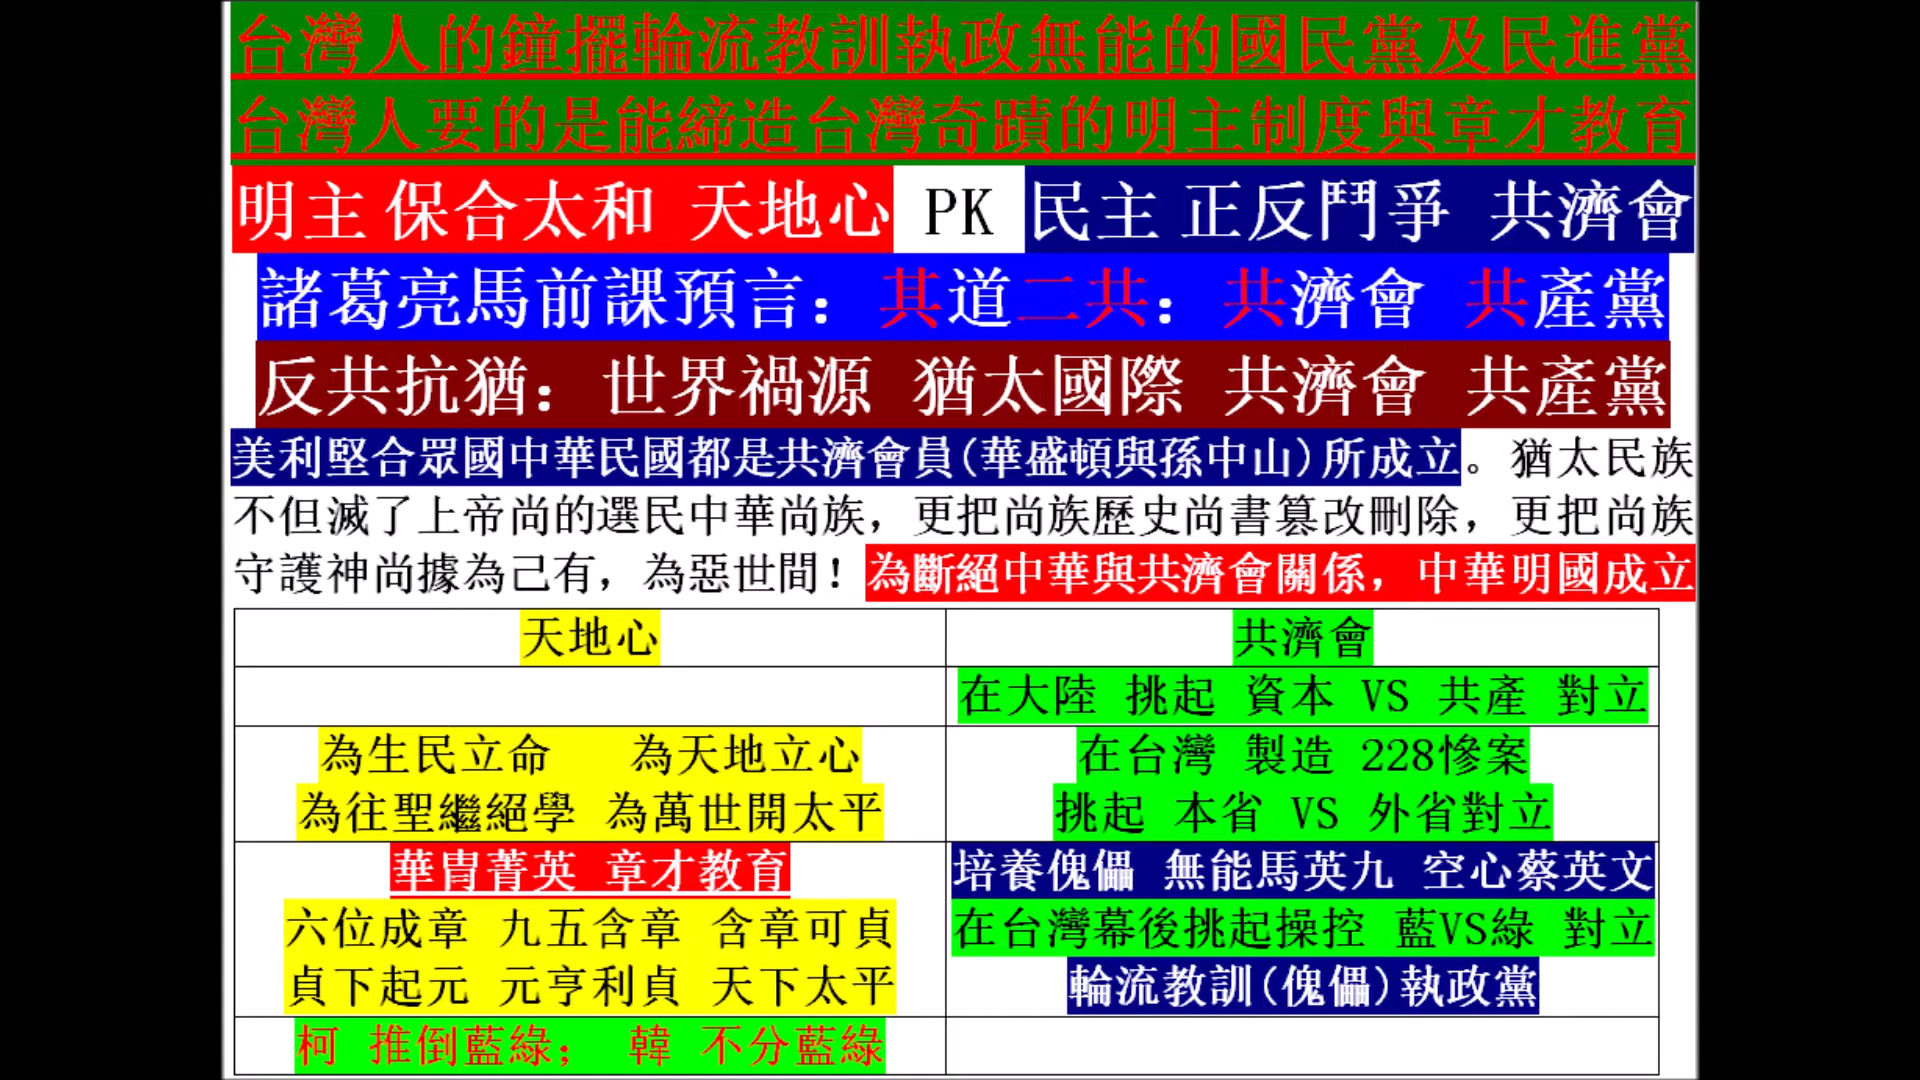 台灣人的鐘擺輪流教訓執政無能的國民黨及民進黨
台灣人要的是能締造台灣奇蹟的明主制度與章才教育
明主 保合太和 天地心 PK 民主 正反鬥爭 共濟會
諸葛亮馬前課預言：其道二共：共濟會 共產黨
反共抗猶：世界禍源 猶太國際 共濟會 共產黨
美利堅合眾國中華民國都是共濟會員(華盛頓與孫中山)所成立。猶太民族
不但滅了上帝尚的選民中華尚族，更把尚族歷史尚書篡改刪除，更把尚族
守護神尚據為己有，為惡世間！為斷絕中華與共濟會關係，中華明國成立
天地心 共濟會
在大陸 挑起 資本 VS 共產 對立
為生民立命 為天地立心
為往聖繼絕學 為萬世開太平
在台灣 製造 228慘案
挑起 本省 VS 外省對立
華胄菁英 章才教育
六位成章 九五含章 含章可貞
貞下起元 元亨利貞 天下太平
培養傀儡 無能馬英九 空心蔡英文
在台灣幕後挑起操控 藍VS綠 對立
輪流教訓(傀儡)執政黨
柯 推倒藍綠； 韓 不分藍綠